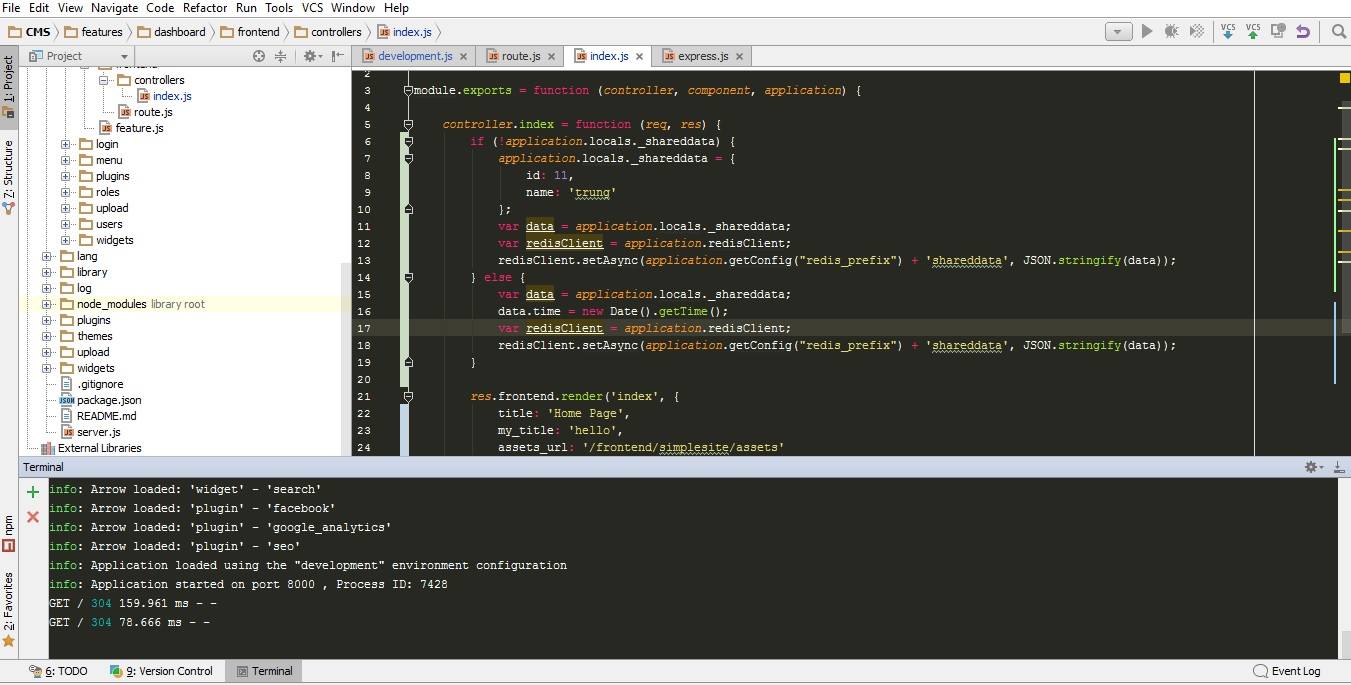 File Edit View Navigate Code Refactor Run Tools VCS Window Help
CMS features dashboard frontend controllers index.js
VCS VCS
1: Project
Project
development.js route.js index.js express.js
controllers
index.js
route.js
feature.js
login
menu
plugins
roles
upload
users
widgets
lang
library
log
node_modules library root
plugins
themes
upload
widgets
.gitignore
package.json
README.md
server.js
External Libraries
Z: Structure
2
3 module.exports = function (controller, component, application) {
4
5 controller.index = function (req, res) {
6 if (!application.locals._shareddata) {
7 application.locals._shareddata = {
8 id: 11,
9 name: 'trung'
10 };
11 var data = application.locals._shareddata;
12 var redisClient = application.redisClient;
13 redisClient.setAsync(application.getConfig("redis_prefix") + 'shareddata', JSON.stringify(data));
14 } else {
15 var data = application.locals._shareddata;
16 data.time = new Date().getTime();
17 var redisClient = application.redisClient;
18 redisClient.setAsync(application.getConfig("redis_prefix") + 'shareddata', JSON.stringify(data));
19 }
20
21 res.frontend.render('index', {
22 title: 'Home Page',
23 my_title: 'hello',
24 assets_url: '/frontend/simplesite/assets'
Terminal
info: Arrow loaded: 'widget' - 'search'
info: Arrow loaded: 'plugin' - 'facebook'
info: Arrow loaded: 'plugin' - 'google_analytics'
info: Arrow loaded: 'plugin' - 'seo'
info: Application loaded using the "development" environment configuration
info: Application started on port 8000 , Process ID: 7428
GET / 304 159.961 ms - -
GET / 304 78.666 ms - -
npm
2: Favorites
6: TODO 9: Version Control Terminal Event Log